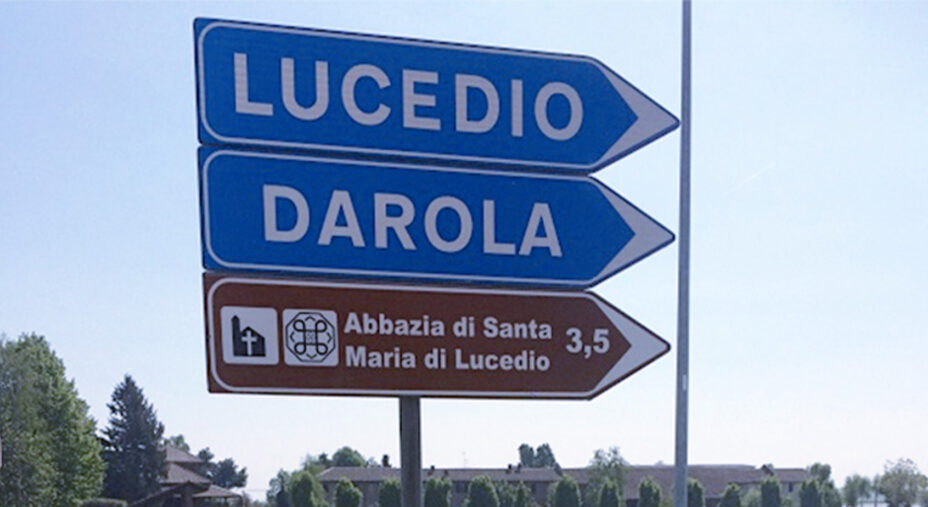 LUCEDIO
DAROLA
Abbazia di Santa 3,5
Maria di Lucedio